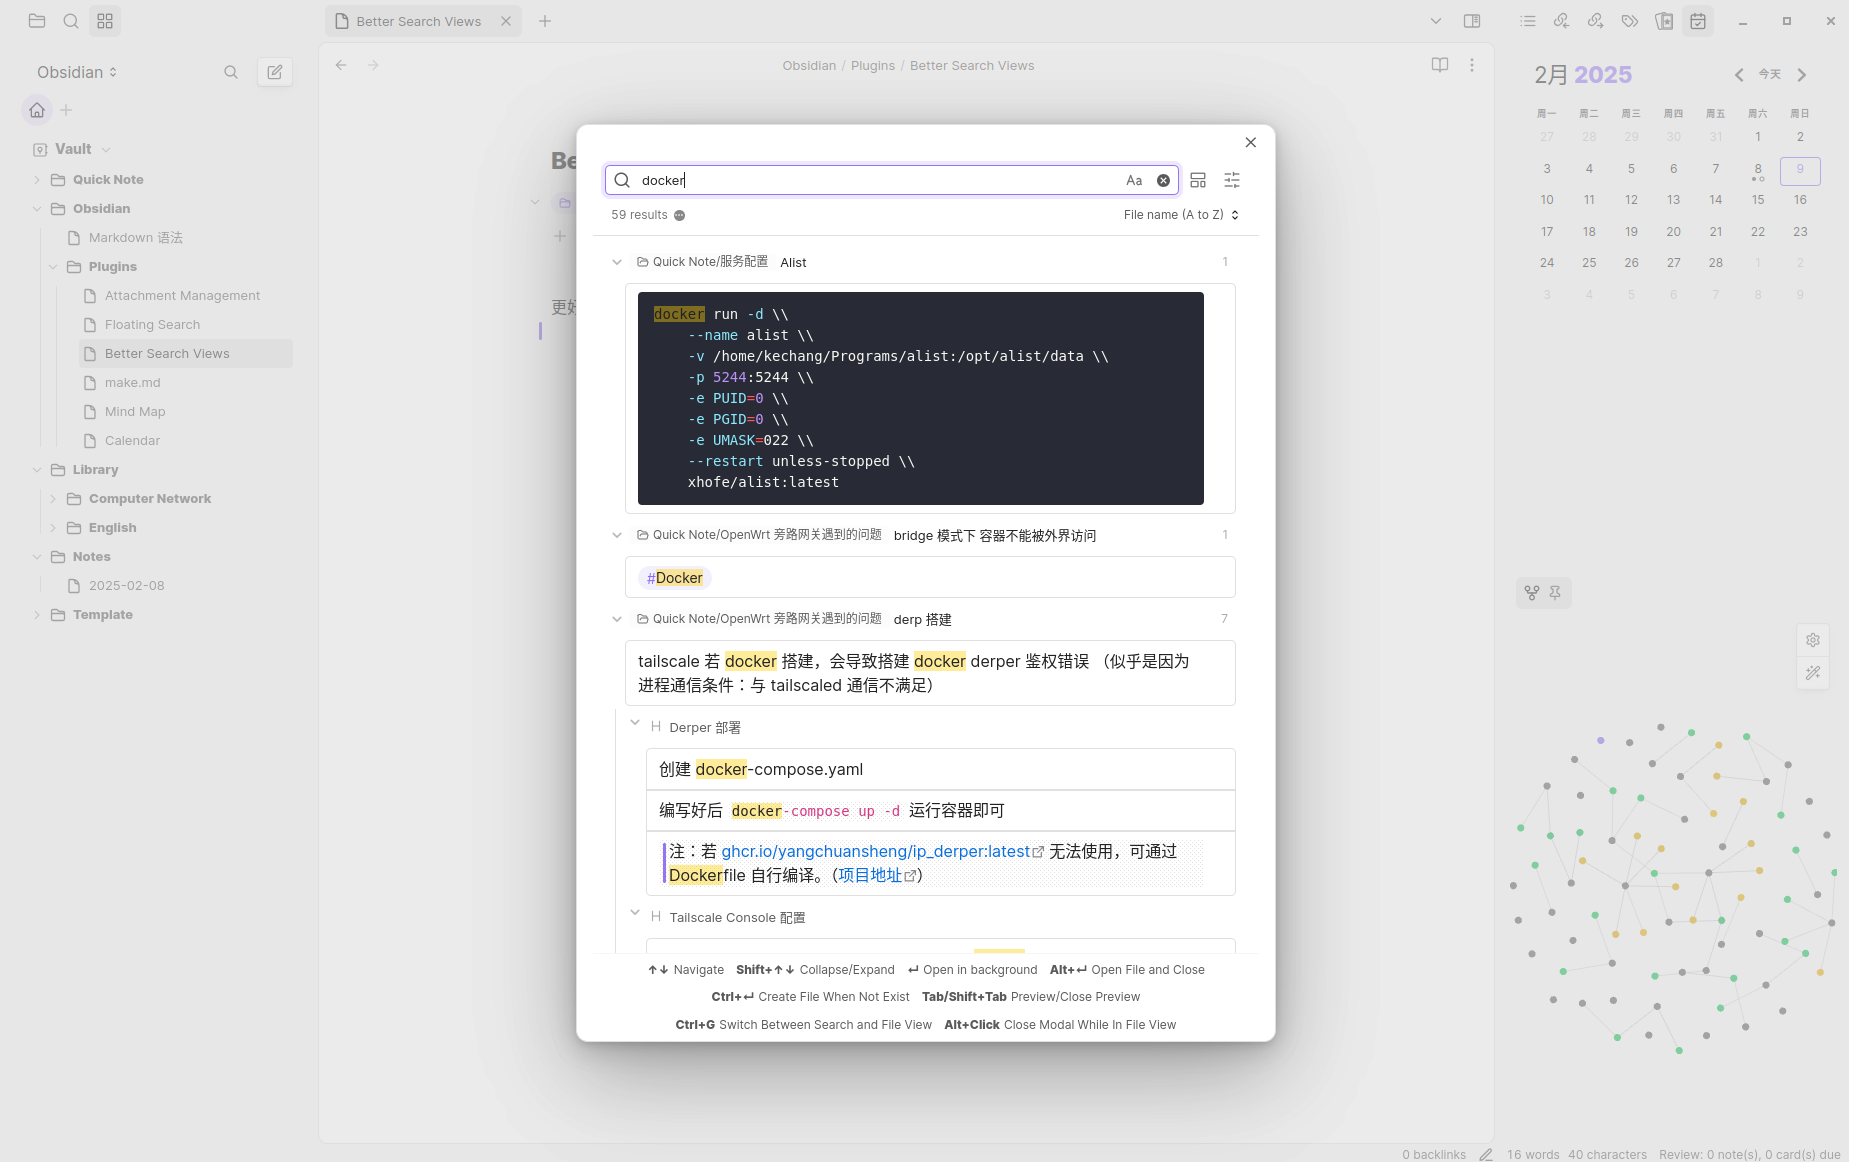 Better Search Views
Obsidian
Vault
Quick Note
Obsidian
Markdown 语法
Plugins
Attachment Management
Floating Search
Better Search Views
make.md
Mind Map
Calendar
Library
Computer Network
English
Notes
2025-02-08
Template
Obsidian / Plugins / Better Search Views
Be
更好
docker
Aa
59 results
File name (A to Z)
Quick Note/服务配置 Alist 1
docker run -d \\
--name alist \\
-v /home/kechang/Programs/alist:/opt/alist/data \\
-p 5244:5244 \\
-e PUID=0 \\
-e PGID=0 \\
-e UMASK=022 \\
--restart unless-stopped \\
xhofe/alist:latest
Quick Note/OpenWrt 旁路网关遇到的问题 bridge 模式下 容器不能被外界访问 1
#Docker
Quick Note/OpenWrt 旁路网关遇到的问题 derp 搭建 7
tailscale 若 docker 搭建，会导致搭建 docker derper 鉴权错误 （似乎是因为
进程通信条件：与 tailscaled 通信不满足）
H Derper 部署
创建 docker-compose.yaml
编写好后 docker-compose up -d 运行容器即可
注：若 ghcr.io/yangchuansheng/ip_derper:latest 无法使用，可通过
Dockerfile 自行编译。（项目地址）
H Tailscale Console 配置
↑↓ Navigate Shift+↑↓ Collapse/Expand ↵ Open in background Alt+↵ Open File and Close
Ctrl+↵ Create File When Not Exist Tab/Shift+Tab Preview/Close Preview
Ctrl+G Switch Between Search and File View Alt+Click Close Modal While In File View
2月 2025
今天
周一 周二 周三 周四 周五 周六 周日
27 28 29 30 31 1 2
3 4 5 6 7 8 9
10 11 12 13 14 15 16
17 18 19 20 21 22 23
24 25 26 27 28 1 2
3 4 5 6 7 8 9
0 backlinks 16 words 40 characters Review: 0 note(s), 0 card(s) due